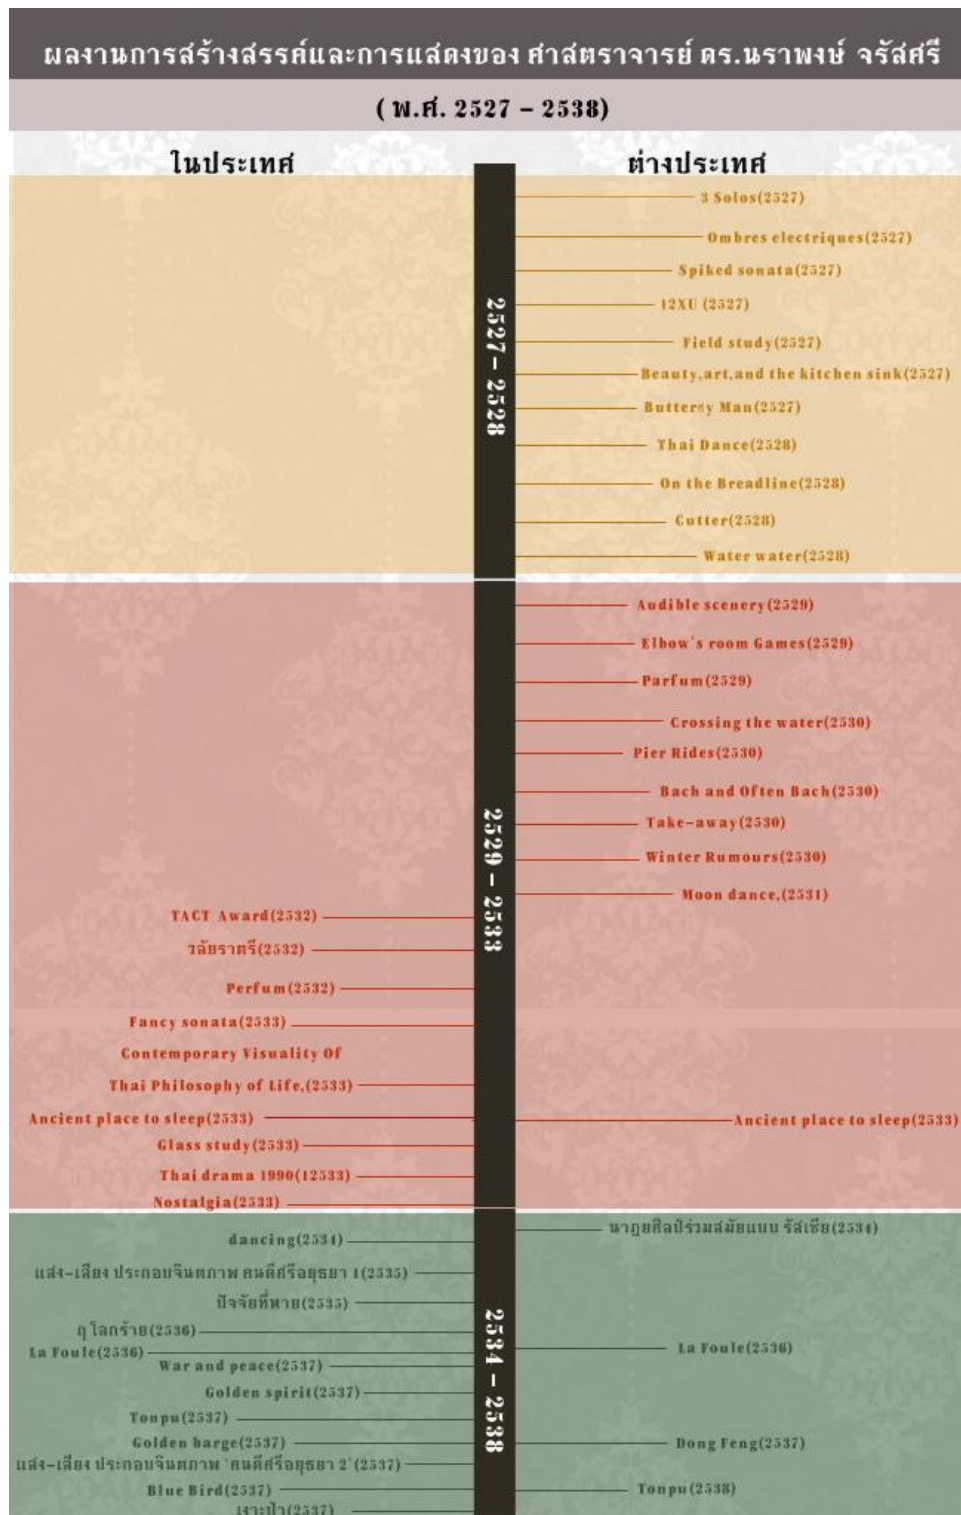 ผลงานการสร้างสรรค์และการแสดงของ ศาสตราจารย์ ดร.นราพงษ์ จรัสศรี
( พ.ศ. 2527 – 2538)
ในประเทศ
ต่างประเทศ
2527 – 2528
3 Solos(2527)
Ombres electriques(2527)
Spiked sonata(2527)
12XU (2527)
Field study(2527)
Beauty,art,and the kitchen sink(2527)
Man(2527)
Thai Dance(2528)
On the Breadline(2528)
Cutter(2528)
Water water(2528)
2529 – 2533
Audible scenery(2529)
Elbow's room Games(2529)
Parfum(2529)
Crossing the water(2530)
Pier Rides(2530)
Bach and Often Bach(2530)
Take-away(2530)
Winter Rumours(2530)
Moon dance,(2531)
TACT Award(2532)
วลัยราตรี(2532)
Perfum(2532)
Fancy sonata(2533)
Contemporary Visuality Of
Thai Philosophy of Life,(2533)
Ancient place to sleep(2533)
Ancient place to sleep(2533)
Glass study(2533)
Thai drama 1990(12533)
Nostalgia(2533)
2534 – 2538
นาฏยศิลป์ร่วมสมัยแบบ รัสเซีย(2534)
dancing(2534)
แสง-เสียง ประกอบจินตภาพ คนดีศรีอยุธยา 1(2535)
ปัจจัยที่หาย(2535)
ฤ โลกร้าย(2536)
La Foule(2536)
La Foule(2536)
War and peace(2537)
Golden spirit(2537)
Tonpu(2537)
Golden barge(2537)
Dong Feng(2537)
แสง-เสียง ประกอบจินตภาพ 'คนดีศรีอยุธยา 2'(2537)
Blue Bird(2537)
Tonpu(2538)
เงาะป่า(2537)